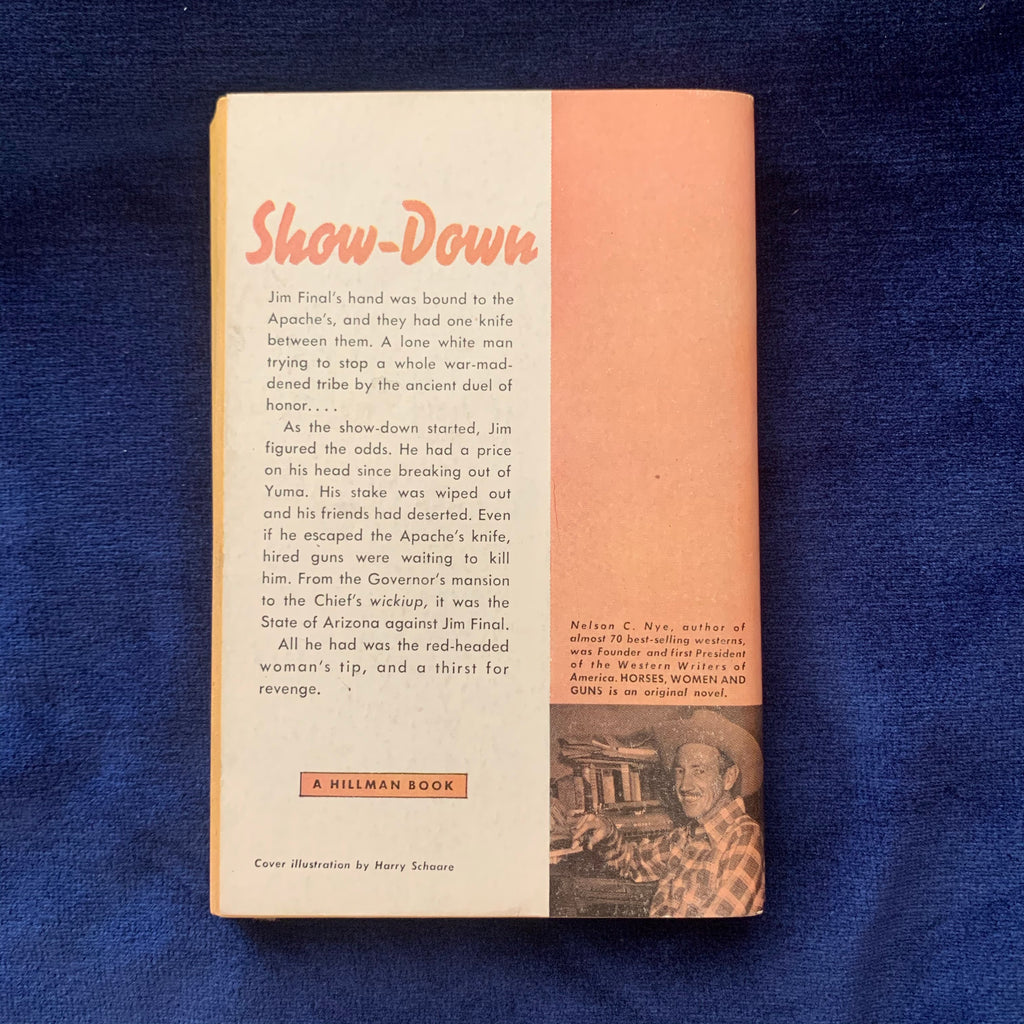 Show-Down
Jim Final's hand was bound to the
Apache's, and they had one knife
between them. A lone white man
trying to stop a whole war-mad-
dened tribe by the ancient duel of
honor....
As the show-down started, Jim
figured the odds. He had a price
on his head since breaking out of
Yuma. His stake was wiped out
and his friends had deserted. Even
if he escaped the Apache's knife,
hired guns were waiting to kill
him. From the Governor's mansion
to the Chief's wickiup, it was the
State of Arizona against Jim Final.
All he had was the red-headed
woman's tip, and a thirst for
revenge.
A HILLMAN BOOK
Cover illustration by Harry Schaare
Nelson C. Nye, author of
almost 70 best-selling westerns,
was Founder and first President
of the Western Writers of
America. HORSES, WOMEN AND
GUNS is an original novel.